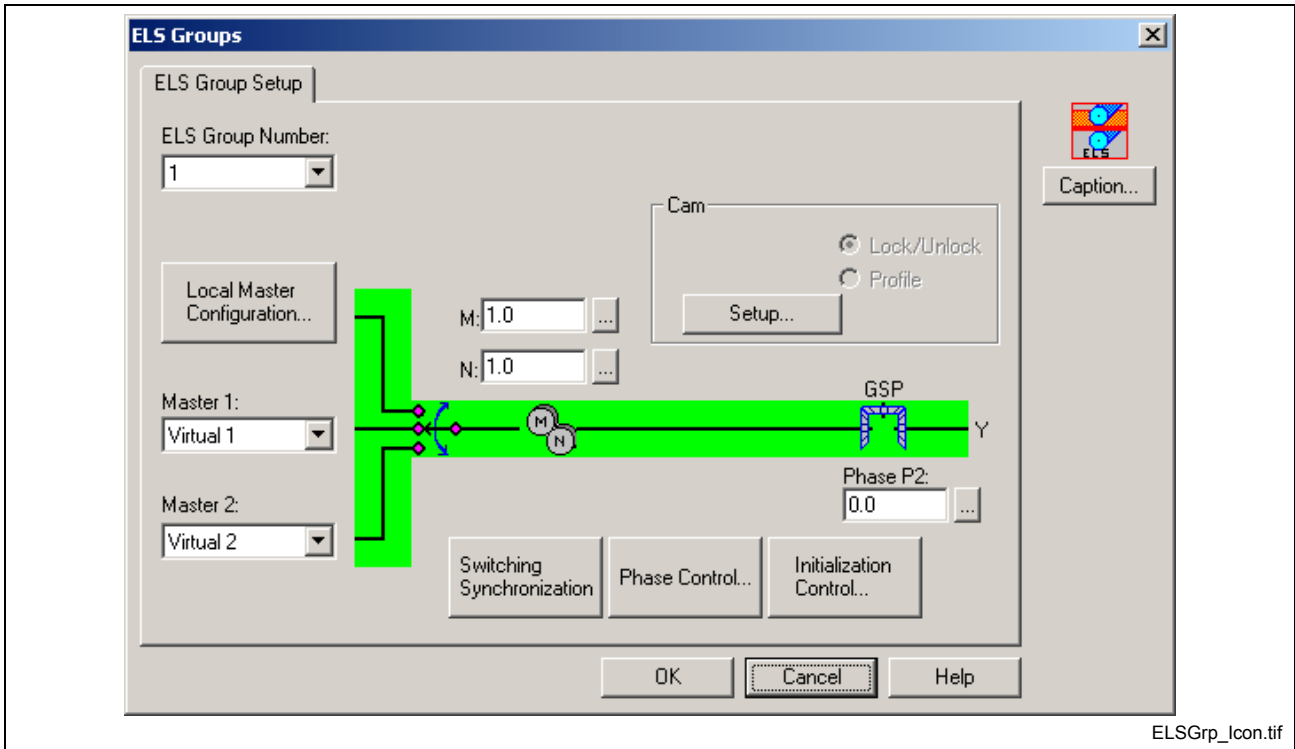 ELS Groups
ELS Group Setup
ELS Group Number:
1
ELS
Caption...
Cam
Lock/Unlock
Profile
Setup...
Local Master
Configuration...
M: 1.0 ...
N: 1.0 ...
GSP
Master 1:
Virtual 1
M
N
Y
Phase P2:
0.0 ...
Master 2:
Virtual 2
Switching
Synchronization
Phase Control...
Initialization
Control...
OK
Cancel
Help
ELSGrp_Icon.tif